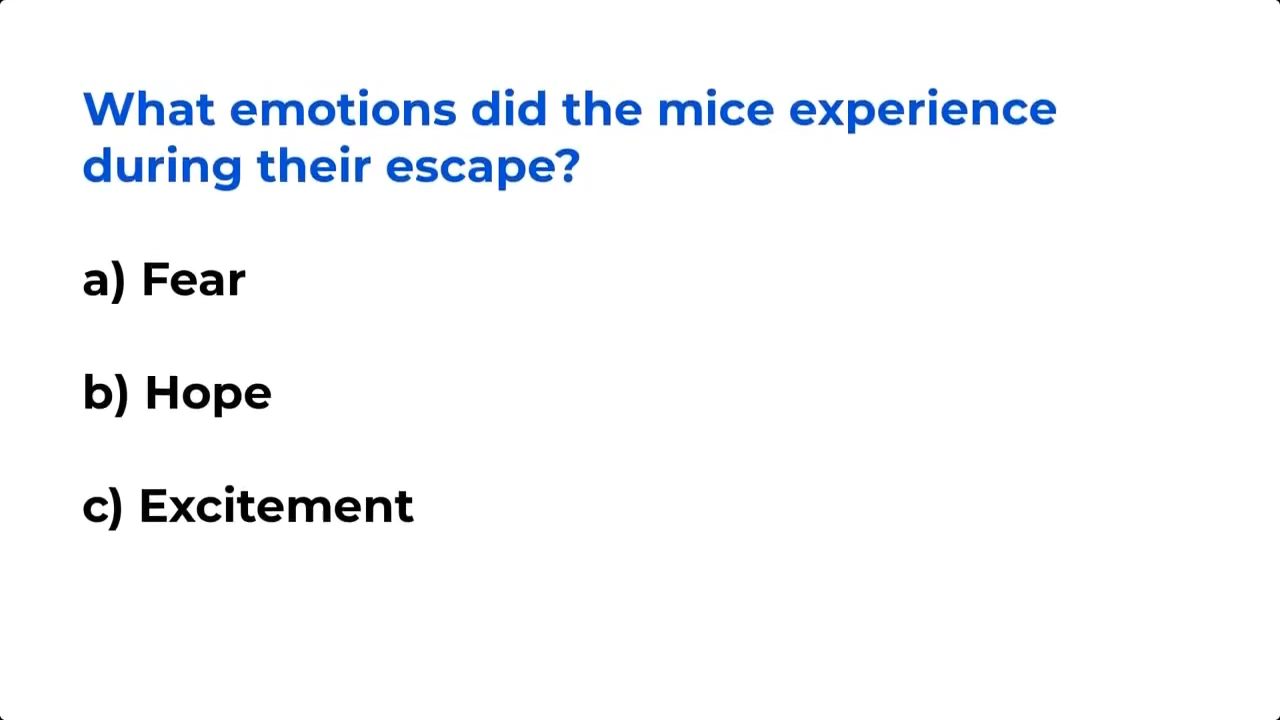 What emotions did the mice experience
during their escape?
a) Fear
b) Hope
c) Excitement